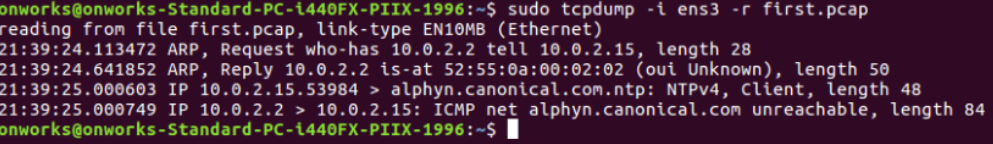 onworks@onworks-Standard-PC-i440FX-PIIX-1996:~$ sudo tcpdump -i ens3 -r first.pcap
reading from file first.pcap, link-type EN10MB (Ethernet)
21:39:24.113472 ARP, Request who-has 10.0.2.2 tell 10.0.2.15, length 28
21:39:24.641852 ARP, Reply 10.0.2.2 is-at 52:55:0a:00:02:02 (oui Unknown), length 50
21:39:25.000603 IP 10.0.2.15.53984 > alphyn.canonical.com.ntp: NTPv4, Client, length 48
21:39:25.000749 IP 10.0.2.2 > 10.0.2.15: ICMP net alphyn.canonical.com unreachable, length 84
onworks@onworks-Standard-PC-i440FX-PIIX-1996:~$